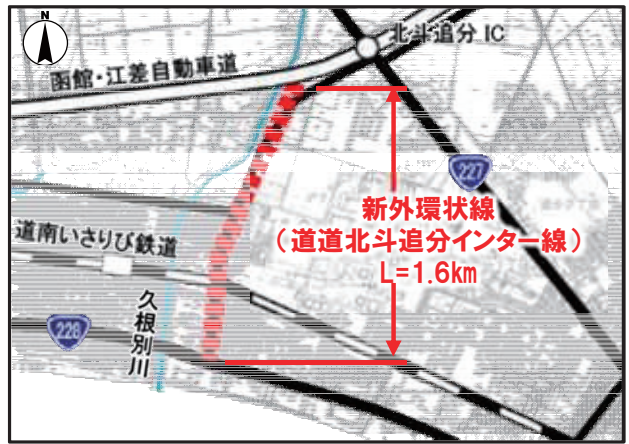 N
北斗追分 IC
函館・江差自動車道
227
新外環状線
（道道北斗追分インター線）
L=1.6km
道南いさりび鉄道
久根別川
228